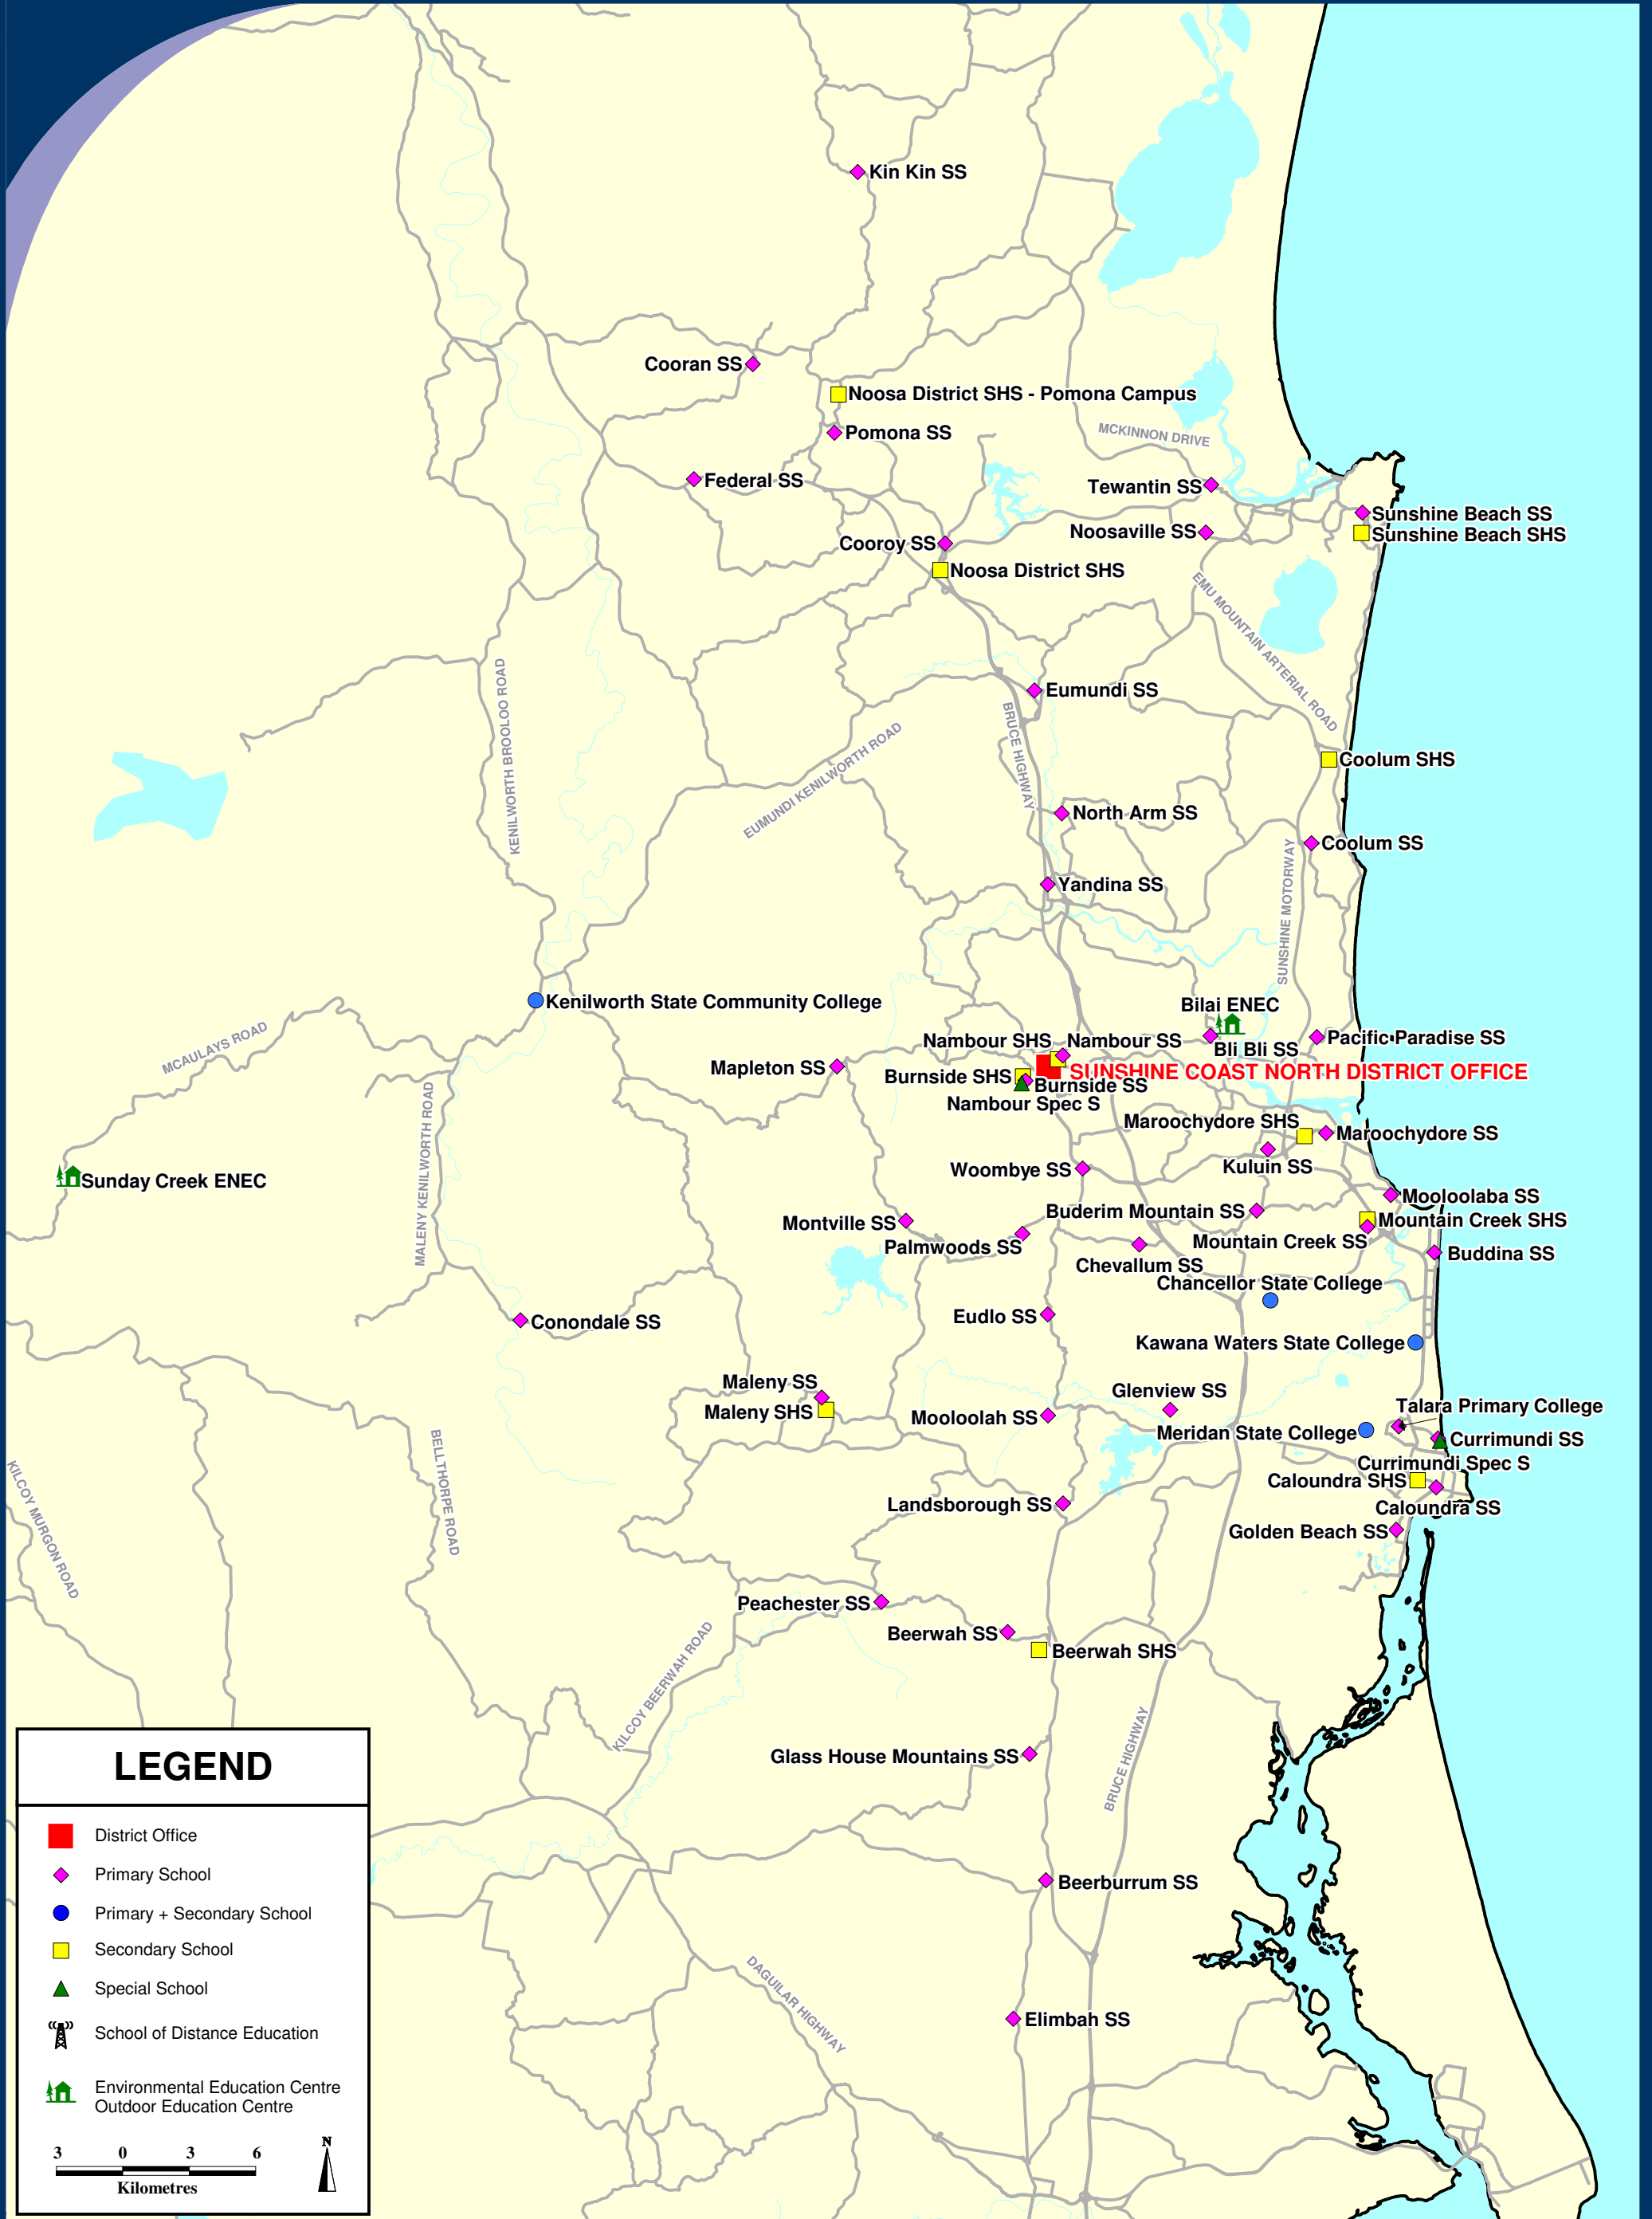 Kin Kin SS
Cooran SS
Noosa District SHS - Pomona Campus
Pomona SS
MCKINNON DRIVE
Federal SS
Tewantin SS
Sunshine Beach SS
Noosaville SS
Sunshine Beach SHS
Cooroy SS
Noosa District SHS
EMU MOUNTAIN ARTERIAL ROAD
KENILWORTH BROOLOO ROAD
Eumundi SS
BRUCE HIGHWAY
EUMUNDI KENILWORTH ROAD
Coolum SHS
North Arm SS
Coolum SS
SUNSHINE MOTORWAY
Yandina SS
Kenilworth State Community College
Bilai ENEC
MCAULAYS ROAD
Nambour SHS
Nambour SS
Bli Bli SS
Pacific Paradise SS
Mapleton SS
SUNSHINE COAST NORTH DISTRICT OFFICE
Burnside SHS
Burnside SS
Nambour Spec S
MALENY KENILWORTH ROAD
Maroochydore SHS
Maroochydore SS
Kuluin SS
Woombye SS
Sunday Creek ENEC
Mooloolaba SS
Buderim Mountain SS
Mountain Creek SHS
Montville SS
Mountain Creek SS
Palmwoods SS
Buddina SS
Chevallum SS
Chancellor State College
Conondale SS
Eudlo SS
Kawana Waters State College
Maleny SS
Glenview SS
Talara Primary College
Maleny SHS
Mooloolah SS
Meridan State College
Currimundi SS
Currimundi Spec S
BELLTHORPE ROAD
KILCOY MURGON ROAD
Caloundra SHS
Landsborough SS
Caloundra SS
Golden Beach SS
Peachester SS
Beerwah SS
Beerwah SHS
KILCOY BEERWAH ROAD
Glass House Mountains SS
BRUCE HIGHWAY
Beerburrum SS
DAGUILAR HIGHWAY
Elimbah SS
LEGEND
District Office
Primary School
Primary + Secondary School
Secondary School
Special School
School of Distance Education
Environmental Education Centre
Outdoor Education Centre
3 0 3 6
Kilometres
N